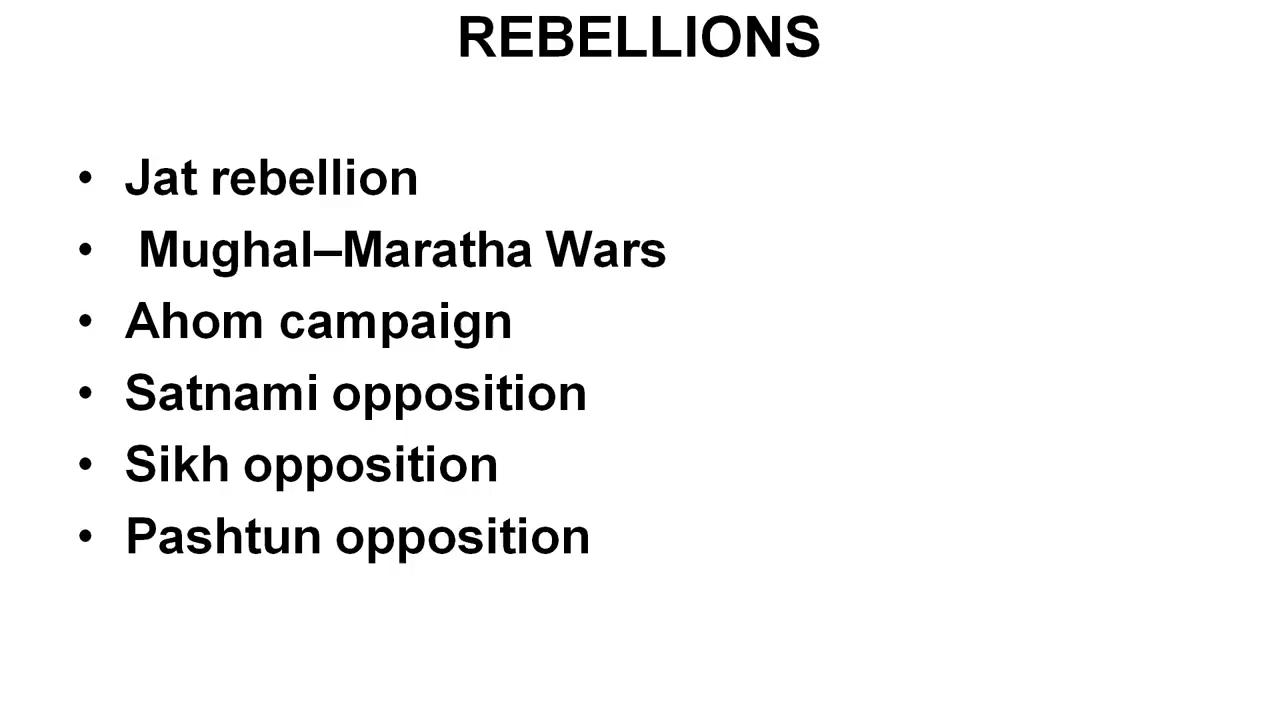 REBELLIONS
• Jat rebellion
• Mughal–Maratha Wars
• Ahom campaign
• Satnami opposition
• Sikh opposition
• Pashtun opposition